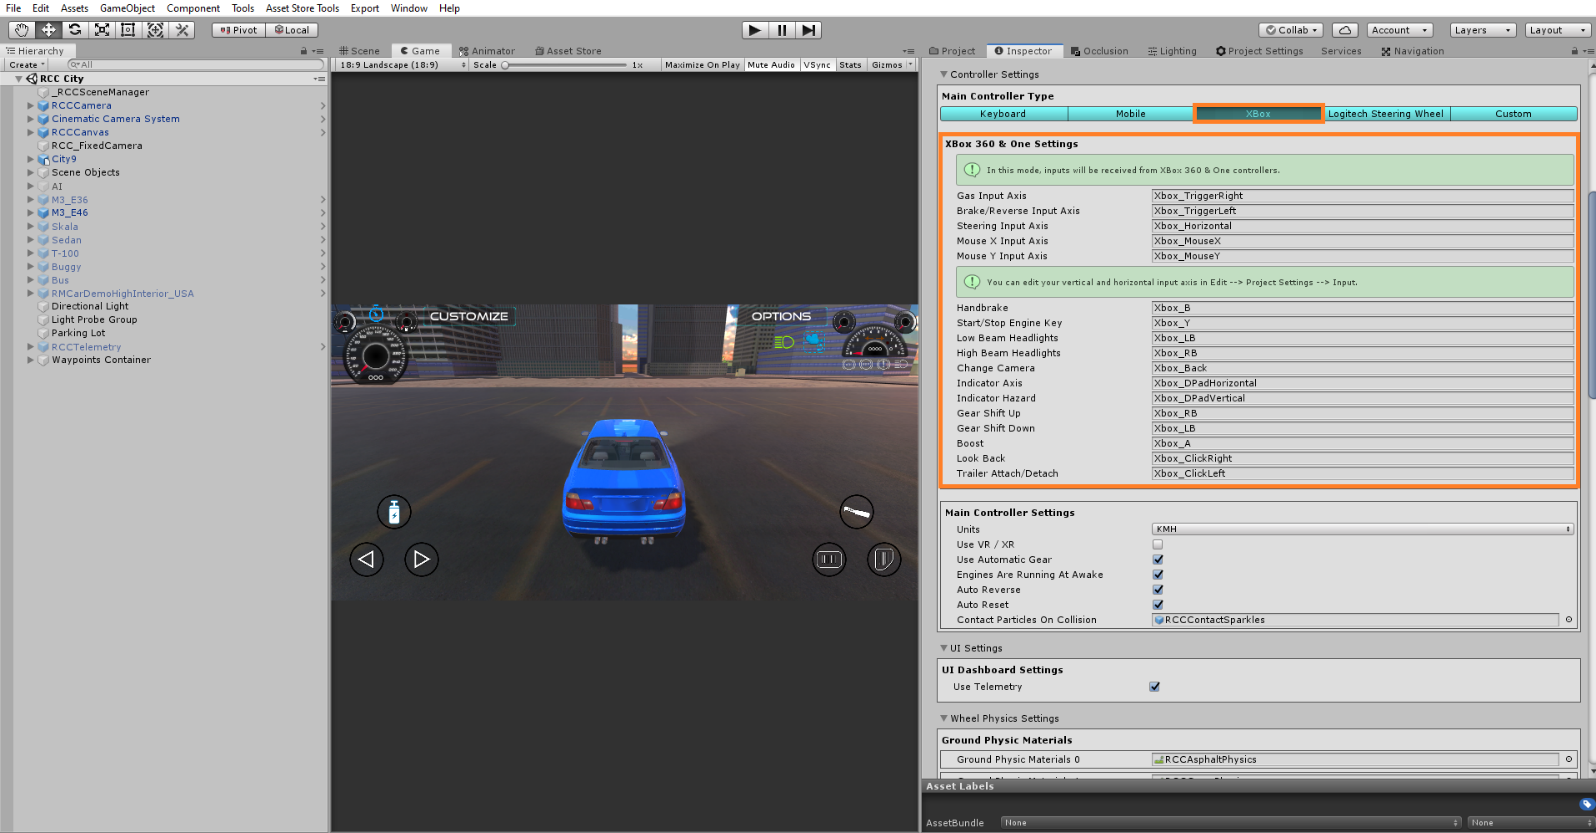 File Edit Assets GameObject Component Tools Asset Store Tools Export Window Help
Pivot Local Collab Account Layers Layout
Hierarchy Scene Game Animator Asset Store Project Inspector Occlusion Lighting Project Settings Services Navigation
Create All 18:9 Landscape (18:9) Scale 1x Maximize On Play Mute Audio VSync Stats Gizmos
RCC City
_RCCSceneManager
RCCCamera
Cinematic Camera System
RCCCanvas
RCC_FixedCamera
City9
Scene Objects
AI
M3_E36
M3_E46
Skala
Sedan
T-100
Buggy
Bus
RMCarDemoHighInterior_USA
Directional Light
Light Probe Group
Parking Lot
RCCTelemetry
Waypoints Container
CUSTOMIZE
OPTIONS
Controller Settings
Main Controller Type
Keyboard Mobile XBox Logitech Steering Wheel Custom
XBox 360 & One Settings
In this mode, inputs will be received from XBox 360 & One controllers.
Gas Input Axis Xbox_TriggerRight
Brake/Reverse Input Axis Xbox_TriggerLeft
Steering Input Axis Xbox_Horizontal
Mouse X Input Axis Xbox_MouseX
Mouse Y Input Axis Xbox_MouseY
You can edit your vertical and horizontal input axis in Edit --> Project Settings --> Input.
Handbrake Xbox_B
Start/Stop Engine Key Xbox_Y
Low Beam Headlights Xbox_LB
High Beam Headlights Xbox_RB
Change Camera Xbox_Back
Indicator Axis Xbox_DPadHorizontal
Indicator Hazard Xbox_DPadVertical
Gear Shift Up Xbox_RB
Gear Shift Down Xbox_LB
Boost Xbox_A
Look Back Xbox_ClickRight
Trailer Attach/Detach Xbox_ClickLeft
Main Controller Settings
Units KMH
Use VR / XR
Use Automatic Gear
Engines Are Running At Awake
Auto Reverse
Auto Reset
Contact Particles On Collision RCCContactSparkles
UI Settings
UI Dashboard Settings
Use Telemetry
Wheel Physics Settings
Ground Physic Materials
Ground Physic Materials 0 RCCAsphaltPhysics
Asset Labels
AssetBundle None None